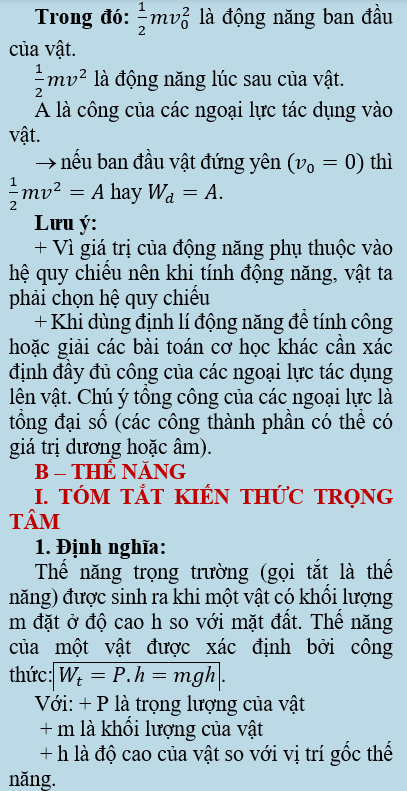 Trong đó: $\frac{1}{2}mv_0^2$ là động năng ban đầu
của vật.
$\frac{1}{2}mv^2$ là động năng lúc sau của vật.
A là công của các ngoại lực tác dụng vào
vật.
→ nếu ban đầu vật đứng yên ($v_0 = 0$) thì
$\frac{1}{2}mv^2 = A$ hay $W_d = A$.
Lưu ý:
+ Vì giá trị của động năng phụ thuộc vào
hệ quy chiếu nên khi tính động năng, vật ta
phải chọn hệ quy chiếu
+ Khi dùng định lí động năng để tính công
hoặc giải các bài toán cơ học khác cần xác
định đầy đủ công của các ngoại lực tác dụng
lên vật. Chú ý tổng công của các ngoại lực là
tổng đại số (các công thành phần có thể có
giá trị dương hoặc âm).
B – THẾ NĂNG
I. TÓM TẮT KIẾN THỨC TRỌNG
TÂM
1. Định nghĩa:
Thế năng trọng trường (gọi tắt là thế
năng) được sinh ra khi một vật có khối lượng
m đặt ở độ cao h so với mặt đất. Thế năng
của một vật được xác định bởi công
thức: $W_t = P.h = mgh$.
Với: + P là trọng lượng của vật
+ m là khối lượng của vật
+ h là độ cao của vật so với vị trí gốc thế
năng.